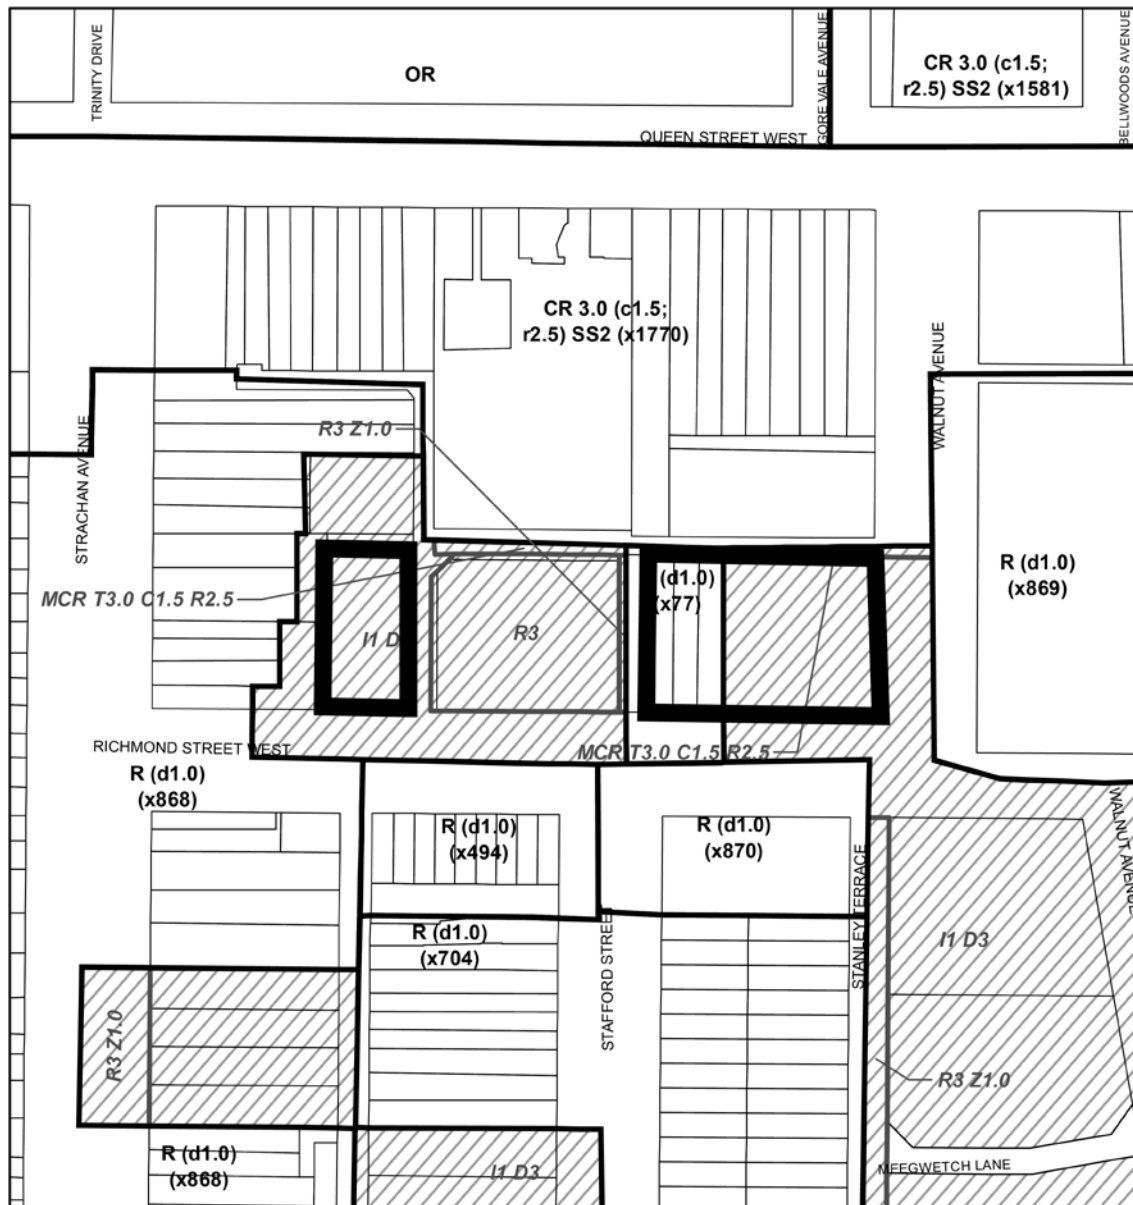 TRINITY DRIVE
OR
GORE VALE AVENUE
CR 3.0 (c1.5;
r2.5) SS2 (x1581)
BELLWOODS AVENUE
QUEEN STREET WEST
CR 3.0 (c1.5;
r2.5) SS2 (x1770)
WALNUT AVENUE
STRACHAN AVENUE
R3 Z1.0
R (d1.0)
(x869)
MCR T3.0 C1.5 R2.5
I1 D
R3
(d1.0)
(x77)
RICHMOND STREET WEST
MCR T3.0 C1.5 R2.5
R (d1.0)
(x868)
R (d1.0)
(x494)
R (d1.0)
(x870)
WALNUT AVENUE
R (d1.0)
(x704)
STAFFORD STREET
STANLEY TERRACE
I1 D3
R3 Z1.0
R3 Z1.0
R (d1.0)
(x868)
I1 D3
MEEGWETCH LANE